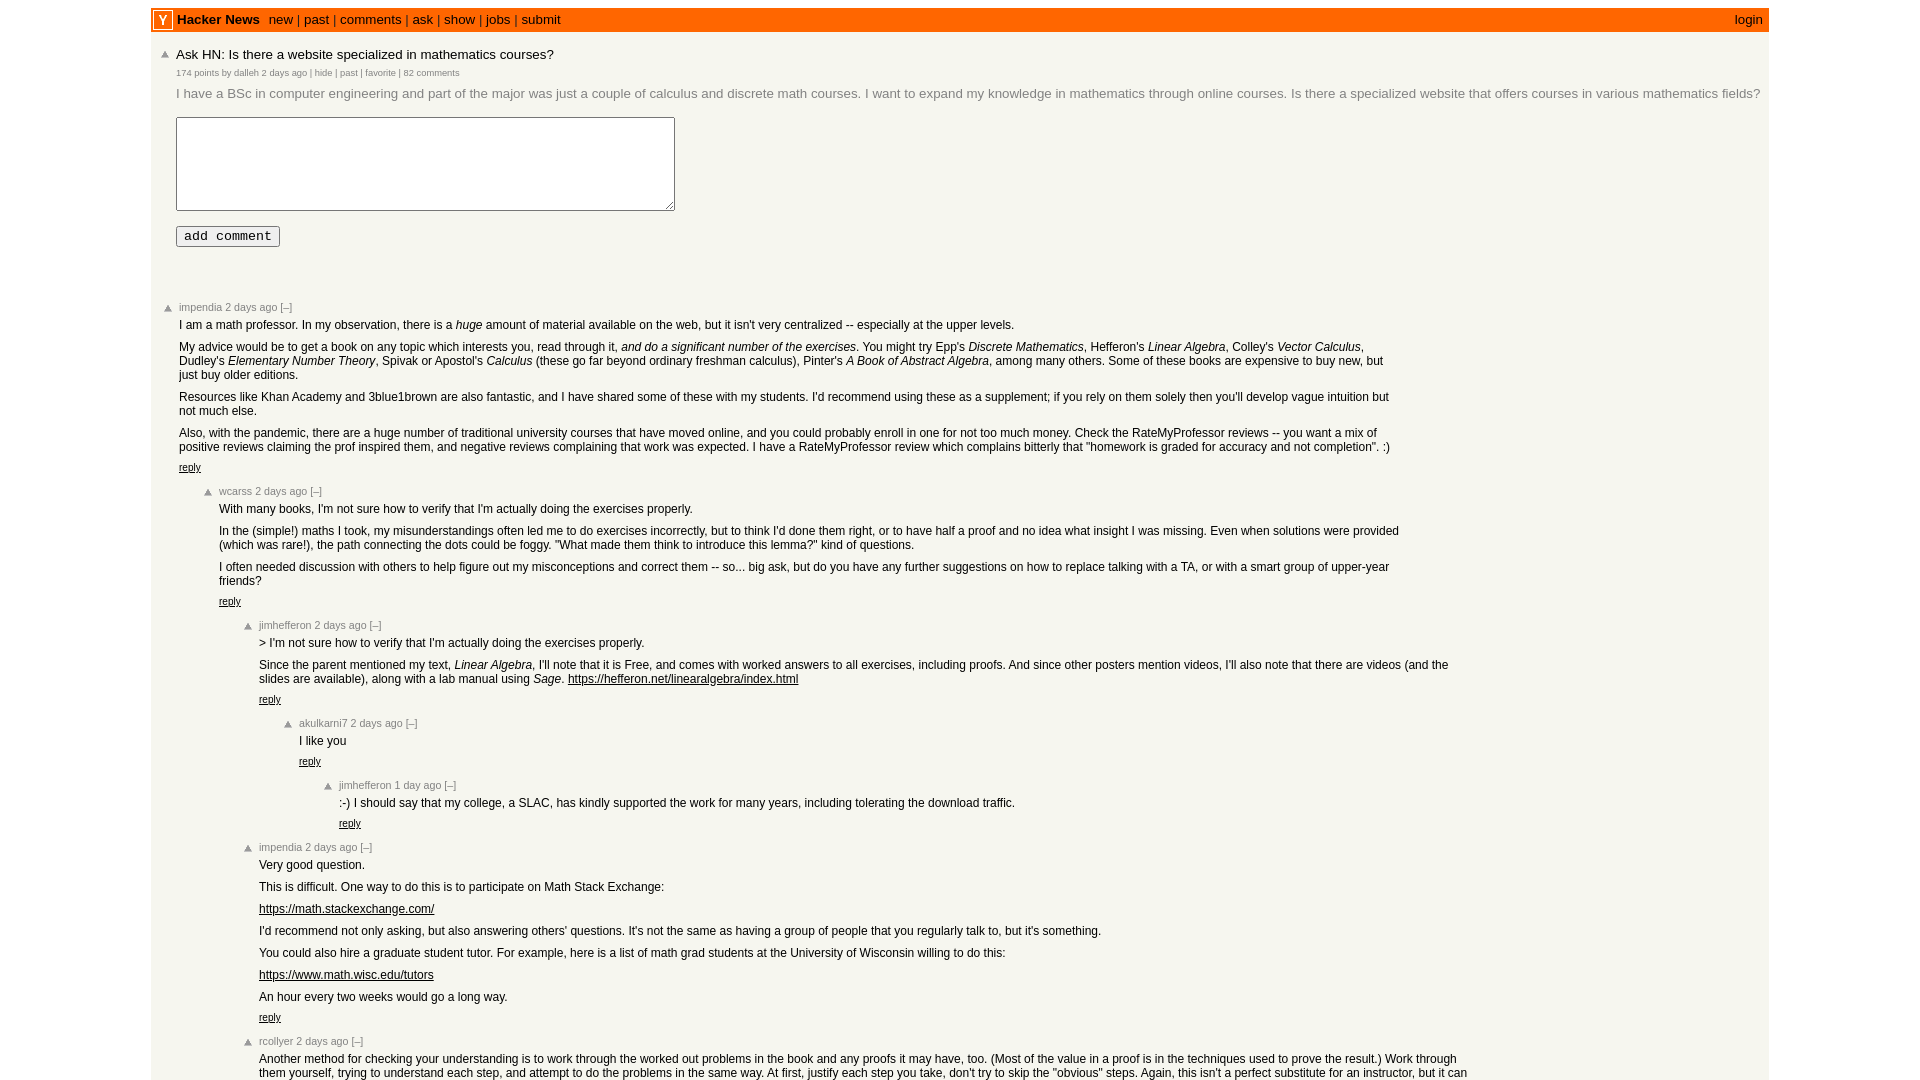 Y Hacker News new | past | comments | ask | show | jobs | submit login
Ask HN: Is there a website specialized in mathematics courses?
174 points by dalleh 2 days ago | hide | past | favorite | 82 comments
I have a BSc in computer engineering and part of the major was just a couple of calculus and discrete math courses. I want to expand my knowledge in mathematics through online courses. Is there a specialized website that offers courses in various mathematics fields?
add comment
impendia 2 days ago [–]
I am a math professor. In my observation, there is a huge amount of material available on the web, but it isn't very centralized -- especially at the upper levels.
My advice would be to get a book on any topic which interests you, read through it, and do a significant number of the exercises. You might try Epp's Discrete Mathematics, Hefferon's Linear Algebra, Colley's Vector Calculus,
Dudley's Elementary Number Theory, Spivak or Apostol's Calculus (these go far beyond ordinary freshman calculus), Pinter's A Book of Abstract Algebra, among many others. Some of these books are expensive to buy new, but
just buy older editions.
Resources like Khan Academy and 3blue1brown are also fantastic, and I have shared some of these with my students. I'd recommend using these as a supplement; if you rely on them solely then you'll develop vague intuition but
not much else.
Also, with the pandemic, there are a huge number of traditional university courses that have moved online, and you could probably enroll in one for not too much money. Check the RateMyProfessor reviews -- you want a mix of
positive reviews claiming the prof inspired them, and negative reviews complaining that work was expected. I have a RateMyProfessor review which complains bitterly that "homework is graded for accuracy and not completion". :)
reply
wcarss 2 days ago [–]
With many books, I'm not sure how to verify that I'm actually doing the exercises properly.
In the (simple!) maths I took, my misunderstandings often led me to do exercises incorrectly, but to think I'd done them right, or to have half a proof and no idea what insight I was missing. Even when solutions were provided
(which was rare!), the path connecting the dots could be foggy. "What made them think to introduce this lemma?" kind of questions.
I often needed discussion with others to help figure out my misconceptions and correct them -- so... big ask, but do you have any further suggestions on how to replace talking with a TA, or with a smart group of upper-year
friends?
reply
jimhefferon 2 days ago [–]
> I'm not sure how to verify that I'm actually doing the exercises properly.
Since the parent mentioned my text, Linear Algebra, I'll note that it is Free, and comes with worked answers to all exercises, including proofs. And since other posters mention videos, I'll also note that there are videos (and the
slides are available), along with a lab manual using Sage. https://hefferon.net/linearalgebra/index.html
reply
akulkarni7 2 days ago [–]
I like you
reply
jimhefferon 1 day ago [–]
:-) I should say that my college, a SLAC, has kindly supported the work for many years, including tolerating the download traffic.
reply
impendia 2 days ago [–]
Very good question.
This is difficult. One way to do this is to participate on Math Stack Exchange:
https://math.stackexchange.com/
I'd recommend not only asking, but also answering others' questions. It's not the same as having a group of people that you regularly talk to, but it's something.
You could also hire a graduate student tutor. For example, here is a list of math grad students at the University of Wisconsin willing to do this:
https://www.math.wisc.edu/tutors
An hour every two weeks would go a long way.
reply
rcollyer 2 days ago [–]
Another method for checking your understanding is to work through the worked out problems in the book and any proofs it may have, too. (Most of the value in a proof is in the techniques used to prove the result.) Work through
them yourself, trying to understand each step, and attempt to do the problems in the same way. At first, justify each step you take, don't try to skip the "obvious" steps. Again, this isn't a perfect substitute for an instructor, but it can